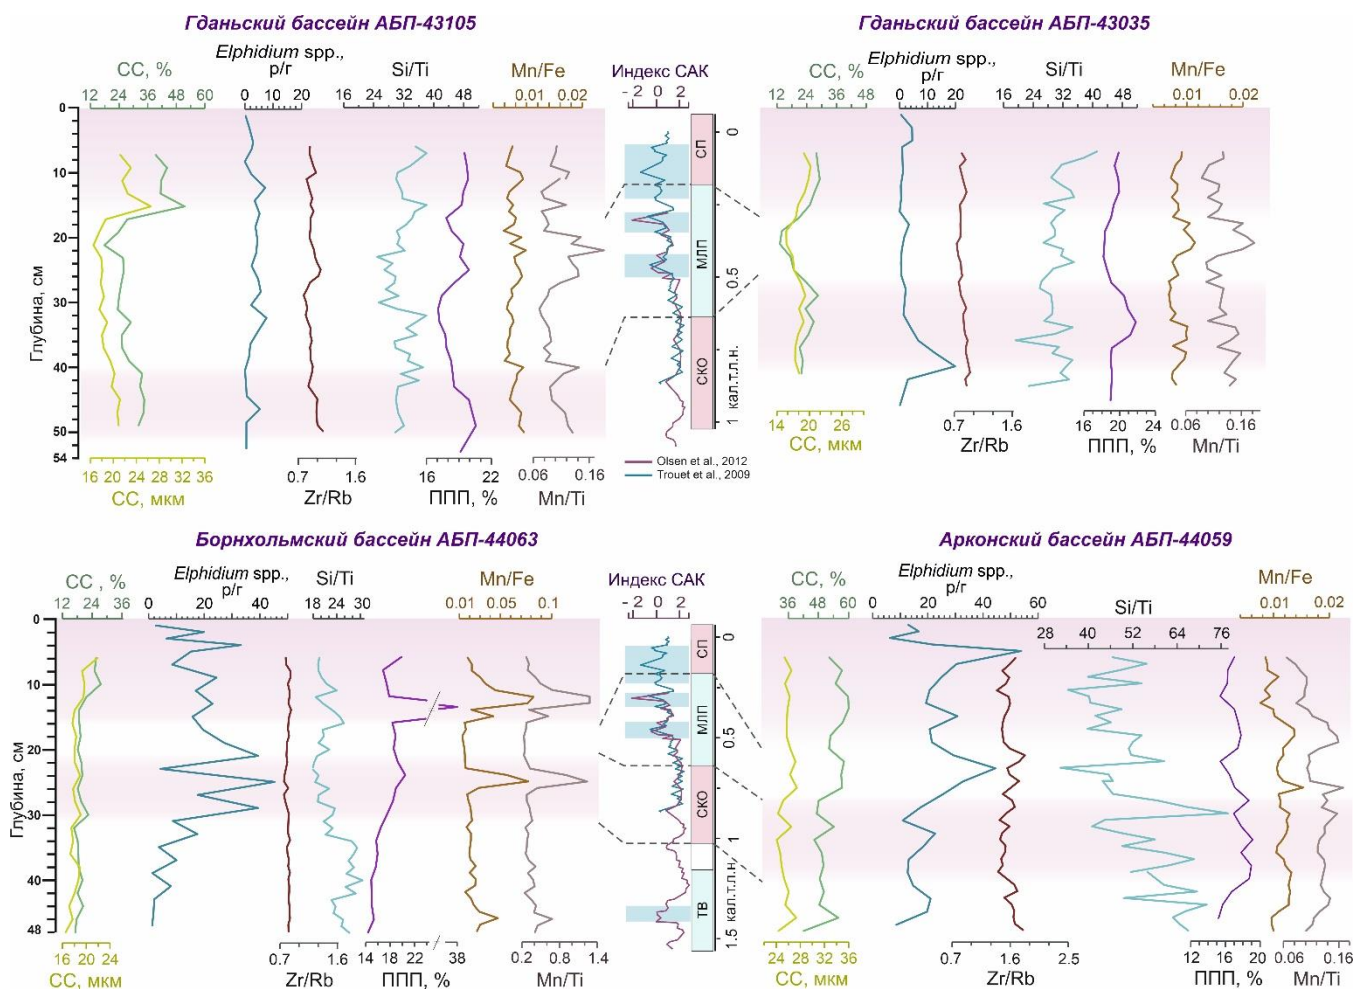 Гданьский бассейн АБП-43105
СС, %
12 24 36 48 60
Elphidium spp.,
р/г
0 10 20
Si/Ti
16 24 32 40 48
Mn/Fe
0.01 0.02
Глубина, см
0
10
20
30
40
50
54
16 20 24 28 32 36
СС, мкм
0.7 1.6
Zr/Rb
16 22
ППП, %
0.06 0.16
Mn/Ti
Индекс САК
- 2 0 2
СП
МЛП
СКО
0
0.5
1
кал.т.л.н.
Olsen et al., 2012
Trouet et al., 2009
Гданьский бассейн АБП-43035
СС, %
12 24 36 48
Elphidium spp.,
р/г
0 10 20
Si/Ti
16 24 32 40 48
Mn/Fe
0.01 0.02
14 20 26
СС, мкм
0.7 1.6
Zr/Rb
16 20 24
ППП, %
0.06 0.16
Mn/Ti
Борнхольмский бассейн АБП-44063
СС, %
12 24 36
Elphidium spp.,
р/г
0 20 40
Si/Ti
18 24 30
Mn/Fe
0.01 0.05 0.1
Глубина, см
0
10
20
30
40
48
16 20 24
СС, мкм
0.7 1.6
Zr/Rb
14 18 22 38
ППП, %
0.2 0.8 1.4
Mn/Ti
Индекс САК
- 2 0 2
СП
МЛП
СКО
ТВ
0
0.5
1
1.5
кал.т.л.н.
Арконский бассейн АБП-44059
СС, %
36 48 60
Elphidium spp.,
р/г
0 20 40 60
Si/Ti
28 40 52 64 76
Mn/Fe
0.01 0.02
24 28 32 36
СС, мкм
0.7 1.6 2.5
Zr/Rb
12 16 20
ППП, %
0.06 0.16
Mn/Ti